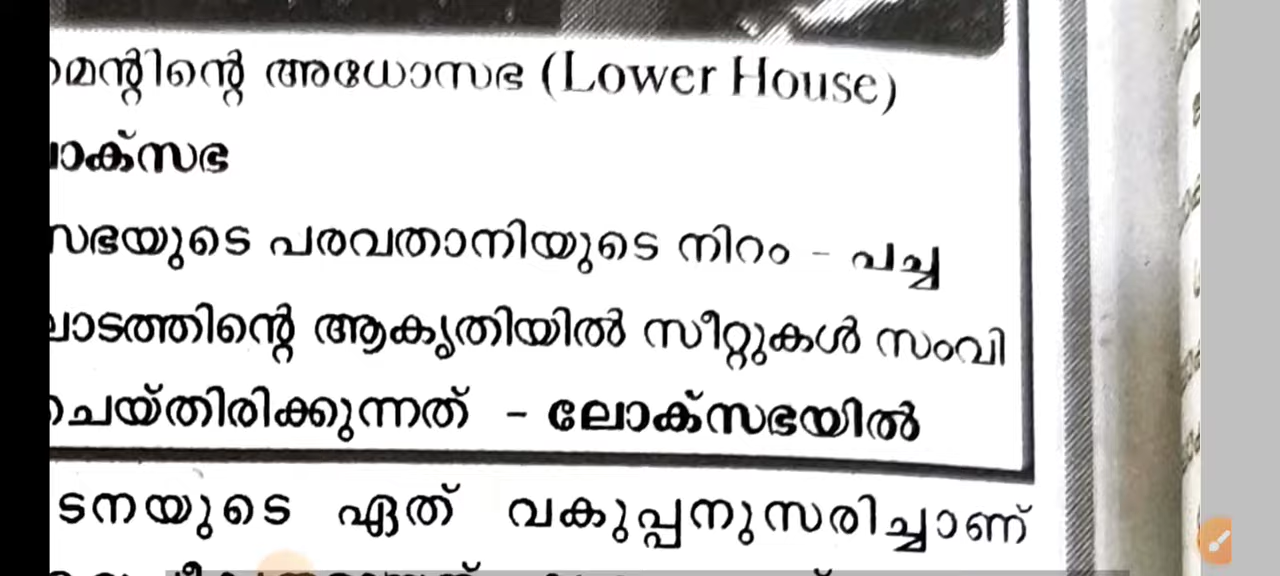 മെന്റിന്റെ അധോസഭ (Lower House)
ാക്സഭ
സഭയുടെ പരവതാനിയുടെ നിറം - പച്ച
ലാടത്തിന്റെ ആകൃതിയിൽ സീറ്റുകൾ സംവി
ചെയ്തിരിക്കുന്നത് - ലോക്സഭയിൽ
ടനയുടെ ഏത് വകുപ്പനുസരിച്ചാണ്